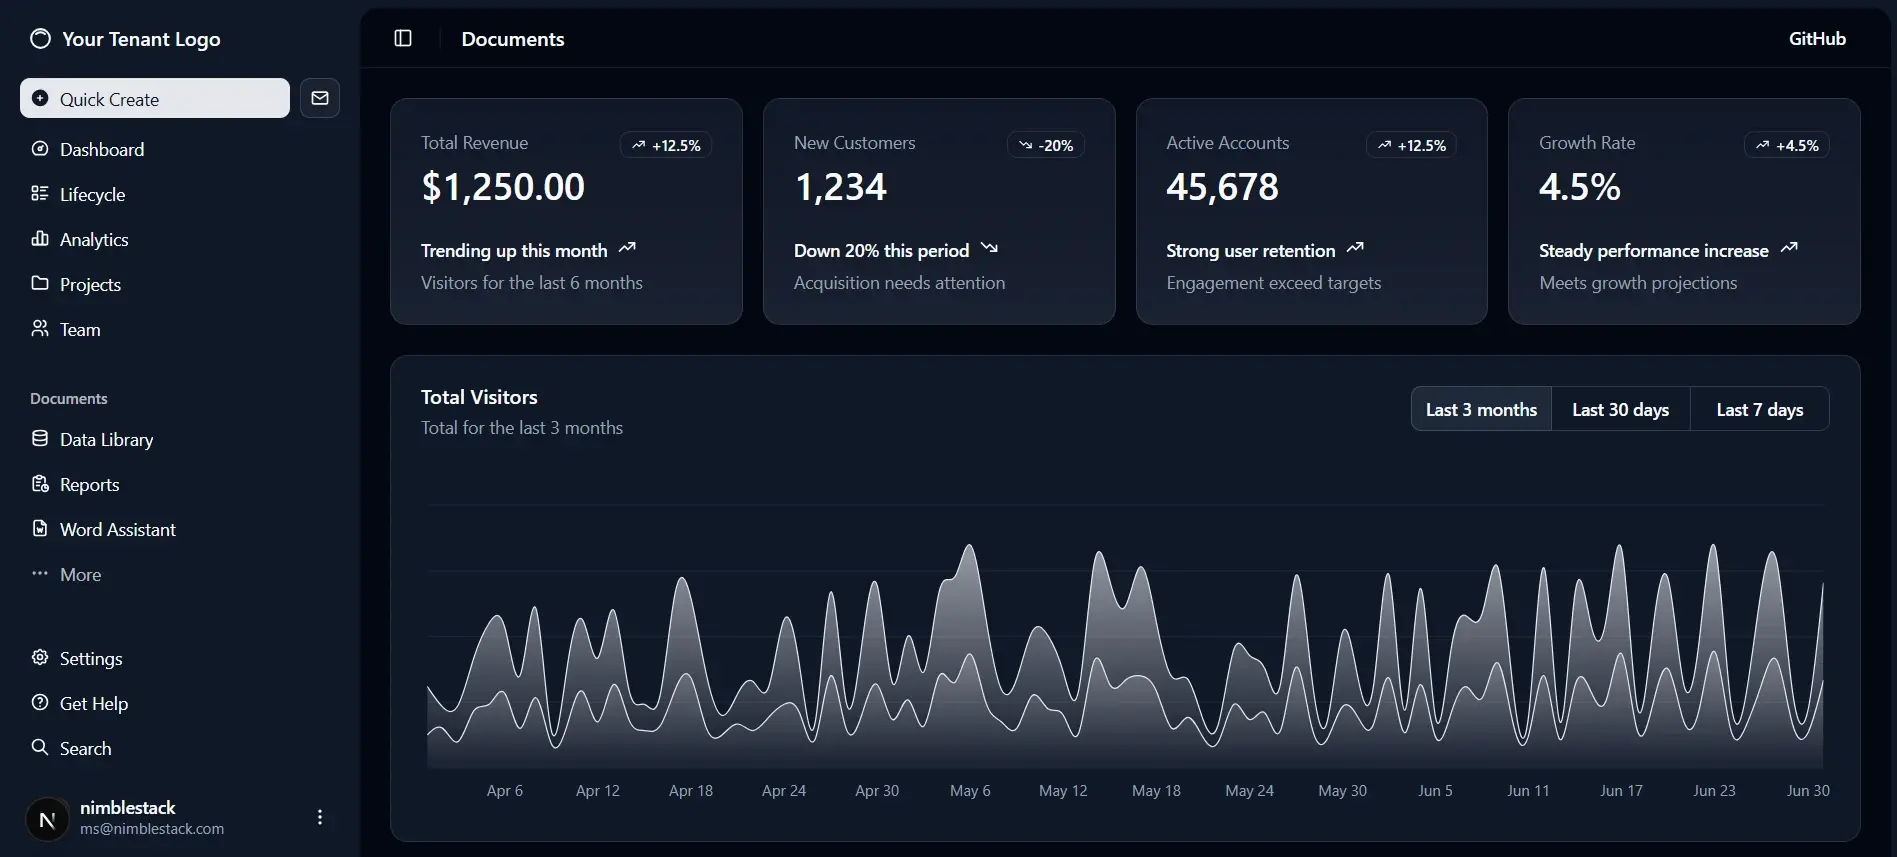 Your Tenant Logo
Quick Create
Dashboard
Lifecycle
Analytics
Projects
Team
Documents
Data Library
Reports
Word Assistant
More
Settings
Get Help
Search
N
nimblestack
ms@nimblestack.com
Documents
GitHub
Total Revenue
+12.5%
$1,250.00
Trending up this month
Visitors for the last 6 months
New Customers
-20%
1,234
Down 20% this period
Acquisition needs attention
Active Accounts
+12.5%
45,678
Strong user retention
Engagement exceed targets
Growth Rate
+4.5%
4.5%
Steady performance increase
Meets growth projections
Total Visitors
Total for the last 3 months
Last 3 months
Last 30 days
Last 7 days
Apr 6
Apr 12
Apr 18
Apr 24
Apr 30
May 6
May 12
May 18
May 24
May 30
Jun 5
Jun 11
Jun 17
Jun 23
Jun 30